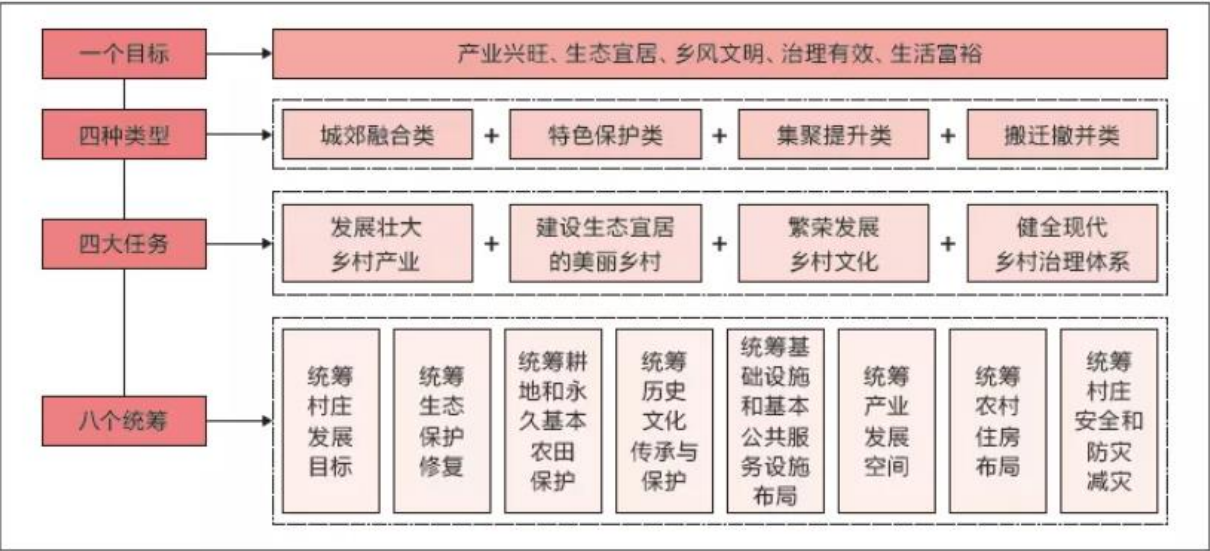 一个目标
产业兴旺、生态宜居、乡风文明、治理有效、生活富裕
四种类型
城郊融合类
+
特色保护类
+
集聚提升类
+
搬迁撤并类
四大任务
发展壮大
乡村产业
+
建设生态宜居
的美丽乡村
+
繁荣发展
乡村文化
+
健全现代
乡村治理体系
八个统筹
统筹
村庄
发展
目标
统筹
生态
保护
修复
统筹耕
地和永
久基本
农田
保护
统筹
历史
文化
传承与
保护
统筹基
础设施
和基本
公共服
务设施
布局
统筹
产业
发展
空间
统筹
农村
住房
布局
统筹
村庄
安全和
防灾
减灾